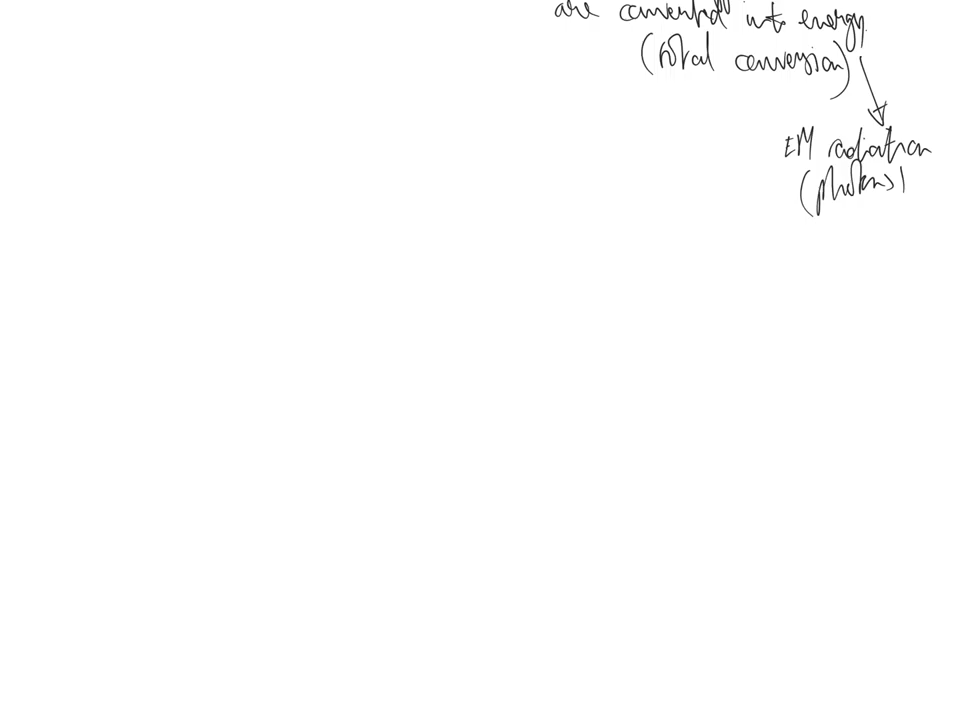 are converted into energy
(total conversion)
EM radiation
(photons)